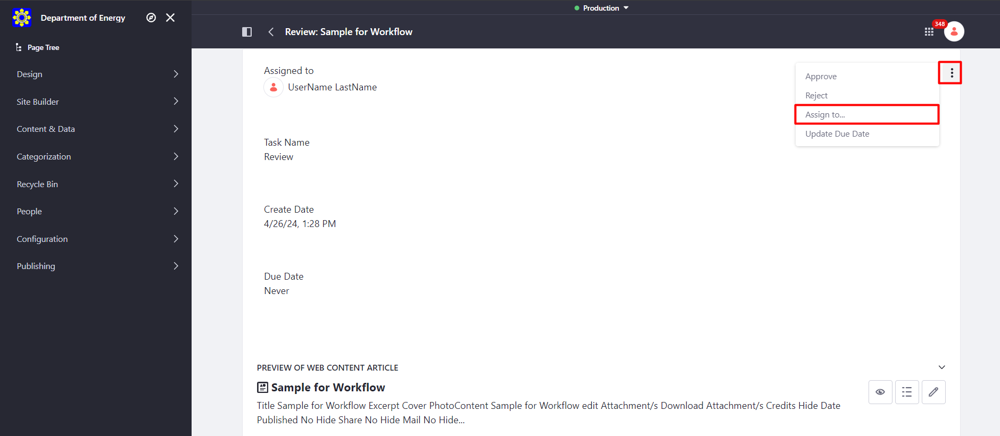 Production
Department of Energy
Review: Sample for Workflow
348
Page Tree
Design
Site Builder
Content & Data
Categorization
Recycle Bin
People
Configuration
Publishing
Assigned to
UserName LastName
Approve
Reject
Assign to...
Update Due Date
Task Name
Review
Create Date
4/26/24, 1:28 PM
Due Date
Never
PREVIEW OF WEB CONTENT ARTICLE
Sample for Workflow
Title Sample for Workflow Excerpt Cover PhotoContent Sample for Workflow edit Attachment/s Download Attachment/s Credits Hide Date
Published No Hide Share No Hide Mail No Hide...